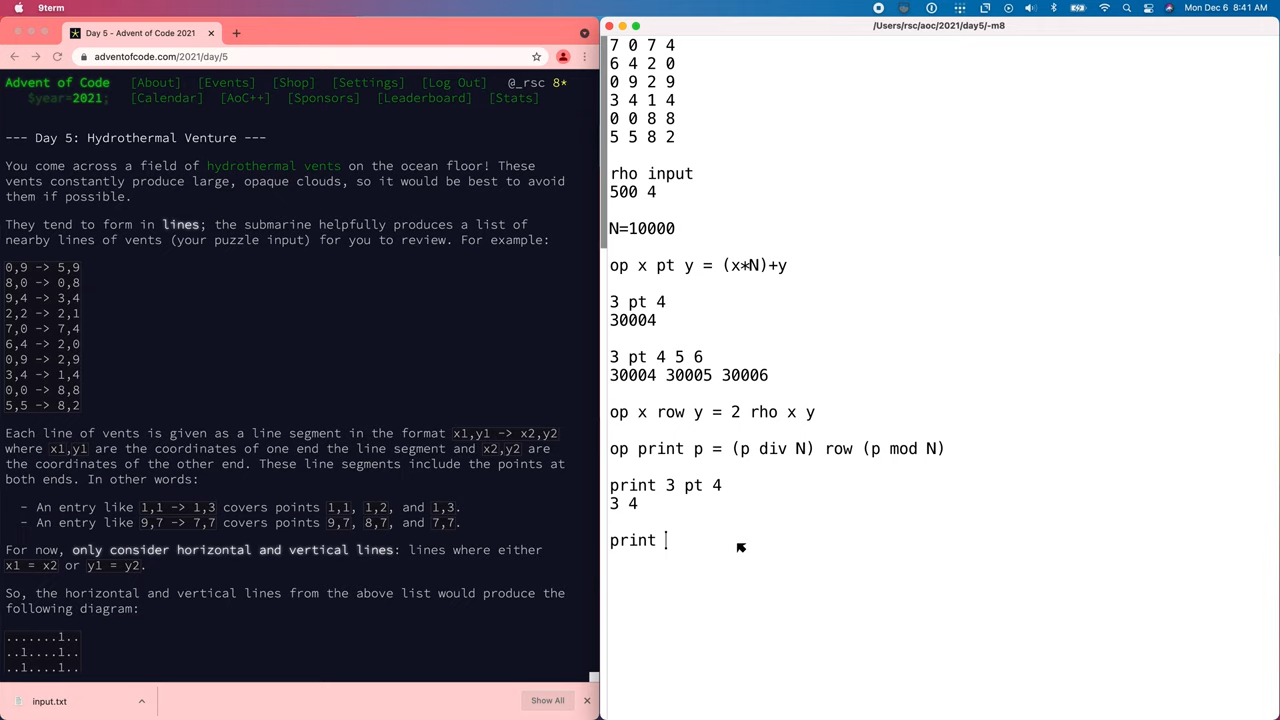 9term
Mon Dec 6 8:41 AM
Day 5 - Advent of Code 2021
adventofcode.com/2021/day/5
Advent of Code [About] [Events] [Shop] [Settings] [Log Out] @_rsc 8*
$year=2021; [Calendar] [AoC++] [Sponsors] [Leaderboard] [Stats]
--- Day 5: Hydrothermal Venture ---
You come across a field of hydrothermal vents on the ocean floor! These
vents constantly produce large, opaque clouds, so it would be best to avoid
them if possible.
They tend to form in lines; the submarine helpfully produces a list of
nearby lines of vents (your puzzle input) for you to review. For example:
0,9 -> 5,9
8,0 -> 0,8
9,4 -> 3,4
2,2 -> 2,1
7,0 -> 7,4
6,4 -> 2,0
0,9 -> 2,9
3,4 -> 1,4
0,0 -> 8,8
5,5 -> 8,2
Each line of vents is given as a line segment in the format x1,y1 -> x2,y2
where x1,y1 are the coordinates of one end the line segment and x2,y2 are
the coordinates of the other end. These line segments include the points at
both ends. In other words:
- An entry like 1,1 -> 1,3 covers points 1,1, 1,2, and 1,3.
- An entry like 9,7 -> 7,7 covers points 9,7, 8,7, and 7,7.
For now, only consider horizontal and vertical lines: lines where either
x1 = x2 or y1 = y2.
So, the horizontal and vertical lines from the above list would produce the
following diagram:
.......1..
..1....1..
..1....1..
input.txt
Show All
/Users/rsc/aoc/2021/day5/-m8
7 0 7 4
6 4 2 0
0 9 2 9
3 4 1 4
0 0 8 8
5 5 8 2
rho input
500 4
N=10000
op x pt y = (x*N)+y
3 pt 4
30004
3 pt 4 5 6
30004 30005 30006
op x row y = 2 rho x y
op print p = (p div N) row (p mod N)
print 3 pt 4
3 4
print